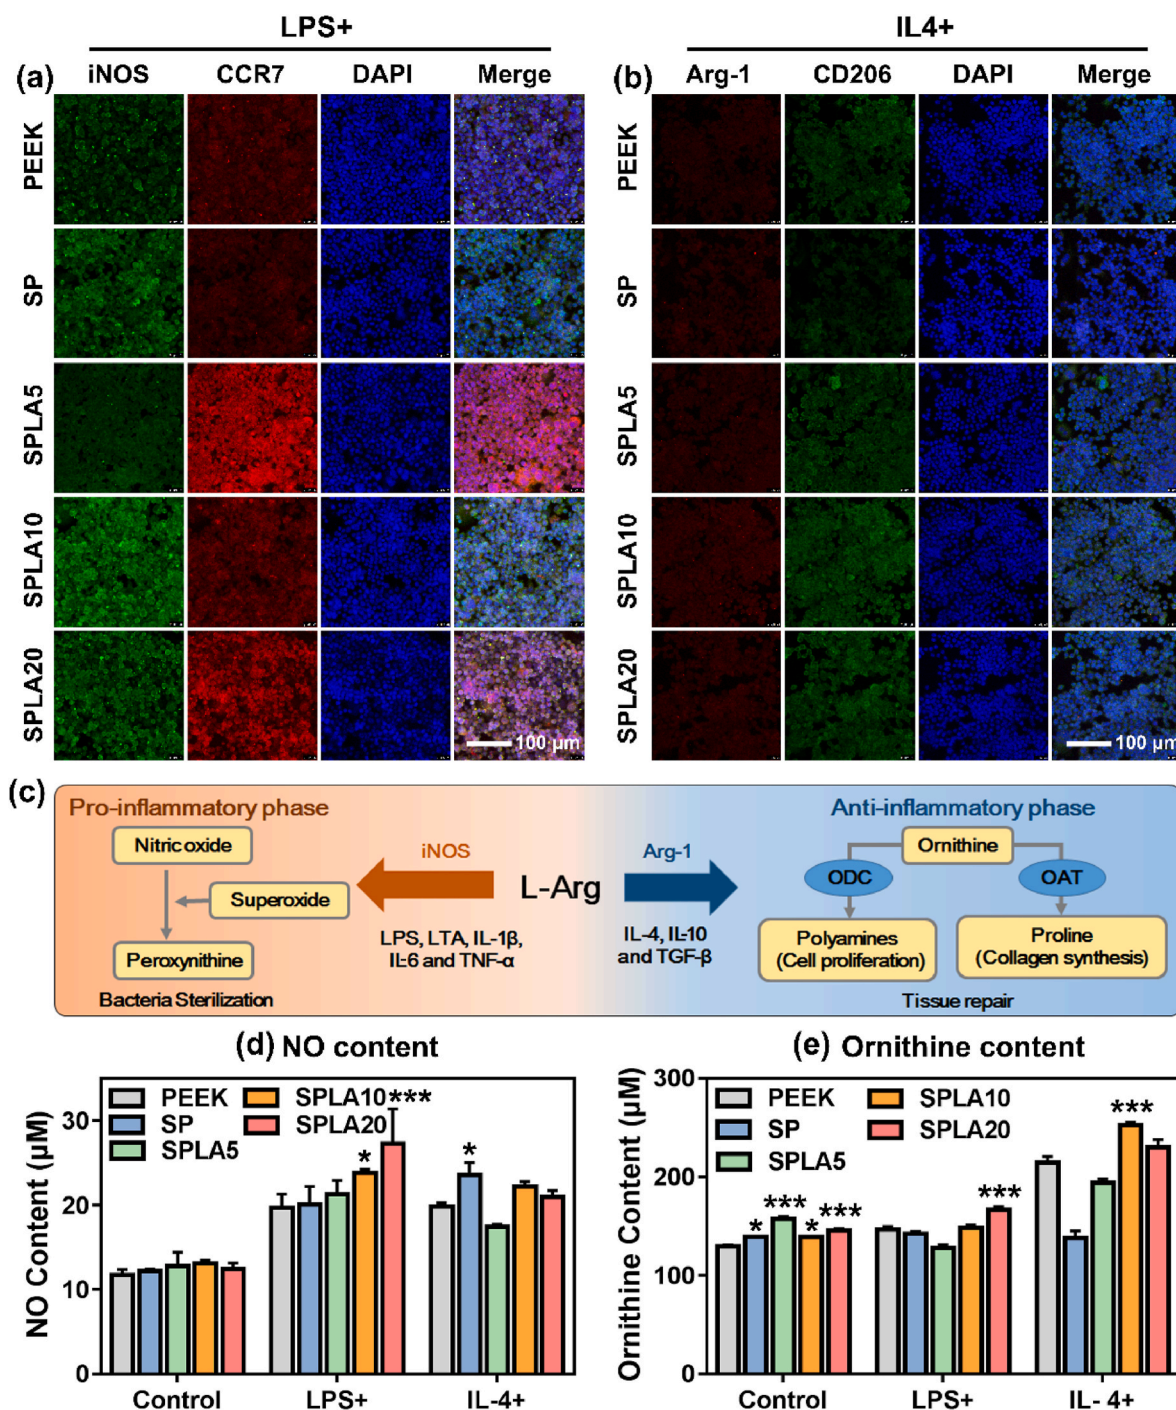 LPS+
IL4+
(a)
iNOS CCR7 DAPI Merge
(b)
Arg-1 CD206 DAPI Merge
PEEK
SP
SPLA5
SPLA10
SPLA20
100 μm
PEEK
SP
SPLA5
SPLA10
SPLA20
100 μm
(c)
Pro-inflammatory phase
Nitric oxide
Superoxide
Peroxynithine
Bacteria Sterilization
iNOS
LPS, LTA, IL-1β,
IL-6 and TNF-α
L-Arg
Arg-1
IL-4, IL-10
and TGF-β
Anti-inflammatory phase
Ornithine
ODC
OAT
Polyamines
(Cell proliferation)
Proline
(Collagen synthesis)
Tissue repair
(d) NO content
NO Content (μM)
30
20
10
0
PEEK
SP
SPLA5
SPLA10
SPLA20
***
*
*
Control LPS+ IL-4+
(e) Ornithine content
Ornithine Content (μM)
300
200
100
0
PEEK
SP
SPLA5
SPLA10
SPLA20
* *** * ***
***
***
Control LPS+ IL- 4+